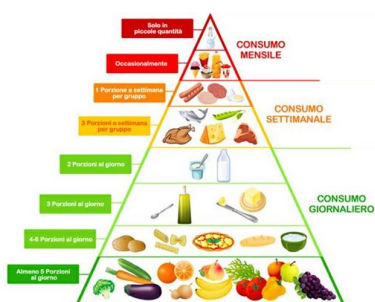 Solo in
piccole quantità
CONSUMO
MENSILE
Occasionalmente
1 Porzione a settimana
per gruppo
CONSUMO
SETTIMANALE
3 Porzioni a settimana
per gruppo
2 Porzioni al giorno
CONSUMO
GIORNALIERO
3 Porzioni al giorno
4-6 Porzioni al giorno
Almeno 5 Porzioni
al giorno